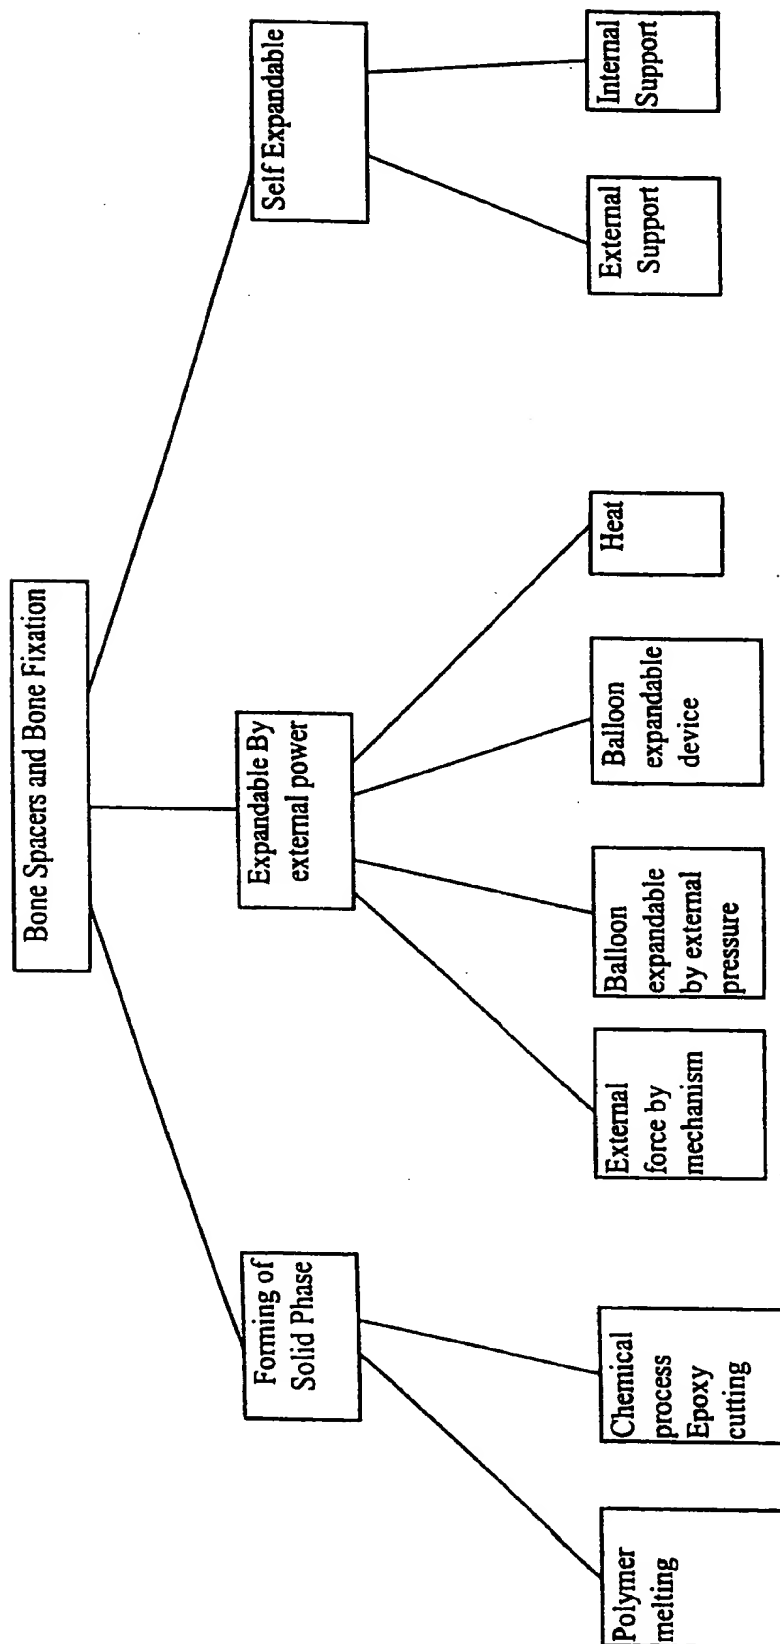 Bone Spacers and Bone Fixation
Forming of
Solid Phase
Expandable By
external power
Self Expandable
Polymer
melting
Chemical
process
Epoxy
cutting
External
force by
mechanism
Balloon
expandable
by external
pressure
Balloon
expandable
device
Heat
External
Support
Internal
Support